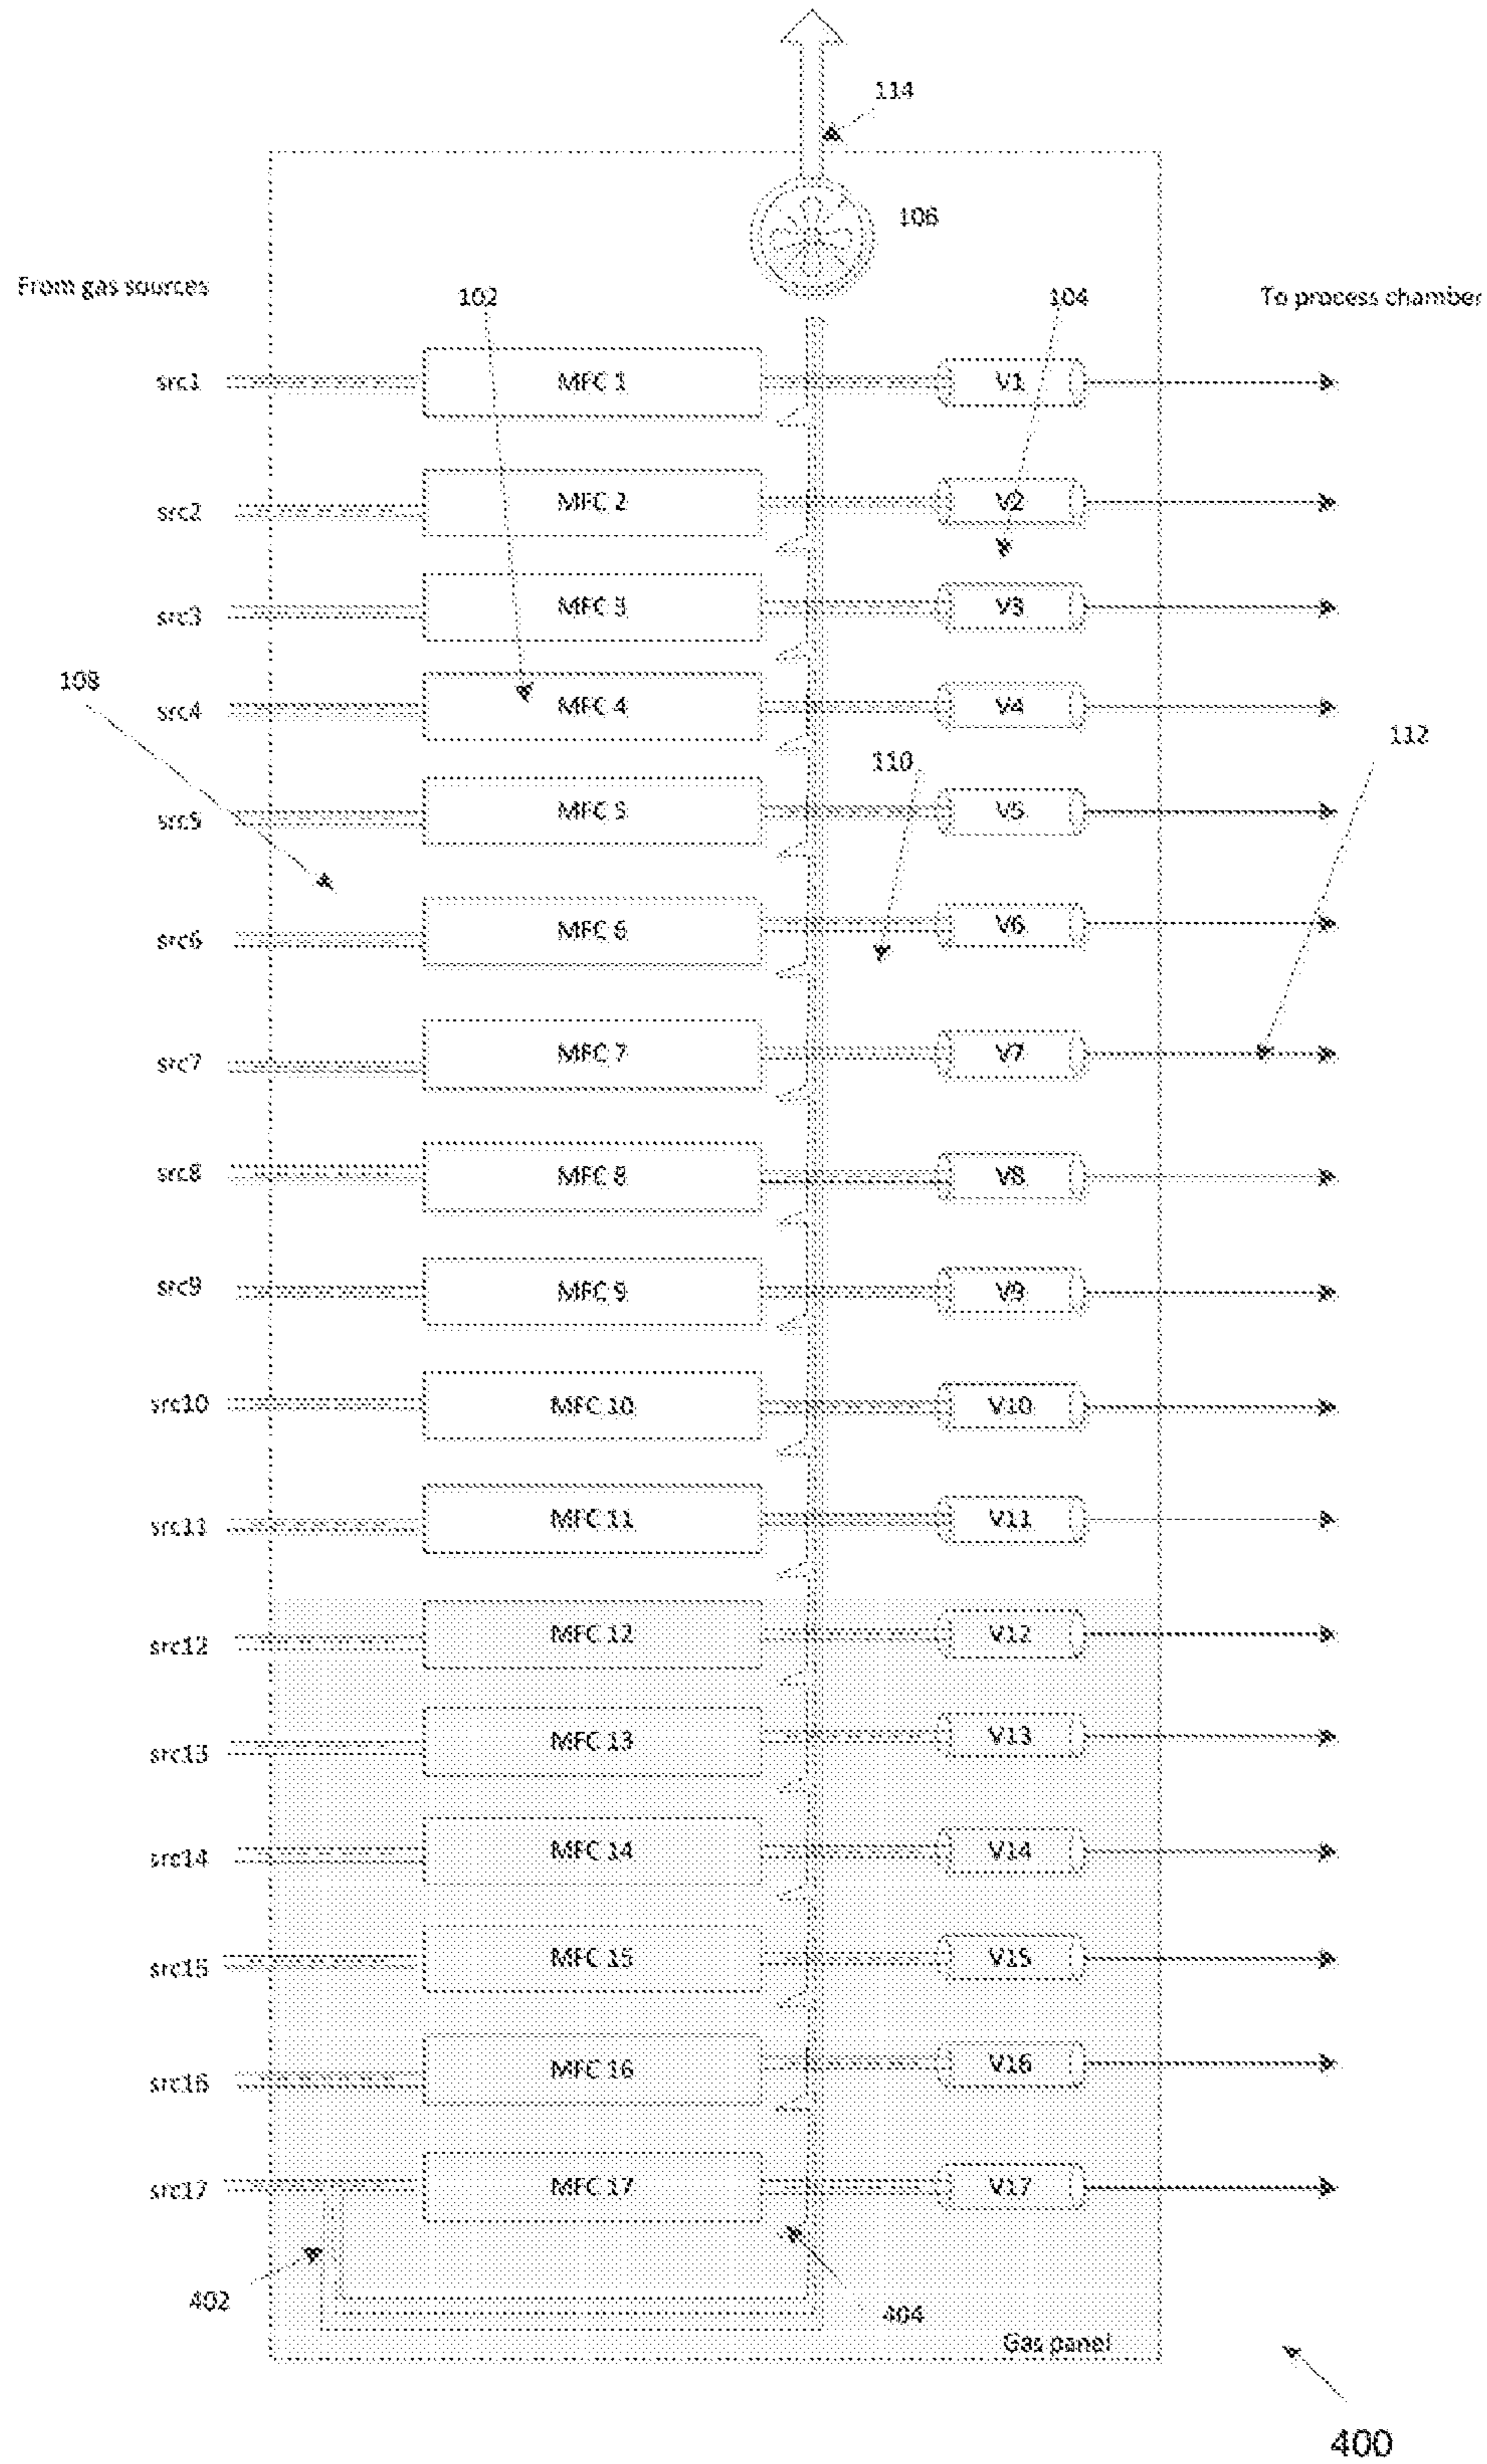 114
106
From gas sources
102
104
To process chamber
src1 MFC 1 V1
src2 MFC 2 V2
src3 MFC 3 V3
108
src4 MFC 4 V4
112
110
src5 MFC 5 V5
src6 MFC 6 V6
src7 MFC 7 V7
src8 MFC 8 V8
src9 MFC 9 V9
src10 MFC 10 V10
src11 MFC 11 V11
src12 MFC 12 V12
src13 MFC 13 V13
src14 MFC 14 V14
src15 MFC 15 V15
src16 MFC 16 V16
src17 MFC 17 V17
402
404
Gas panel
400